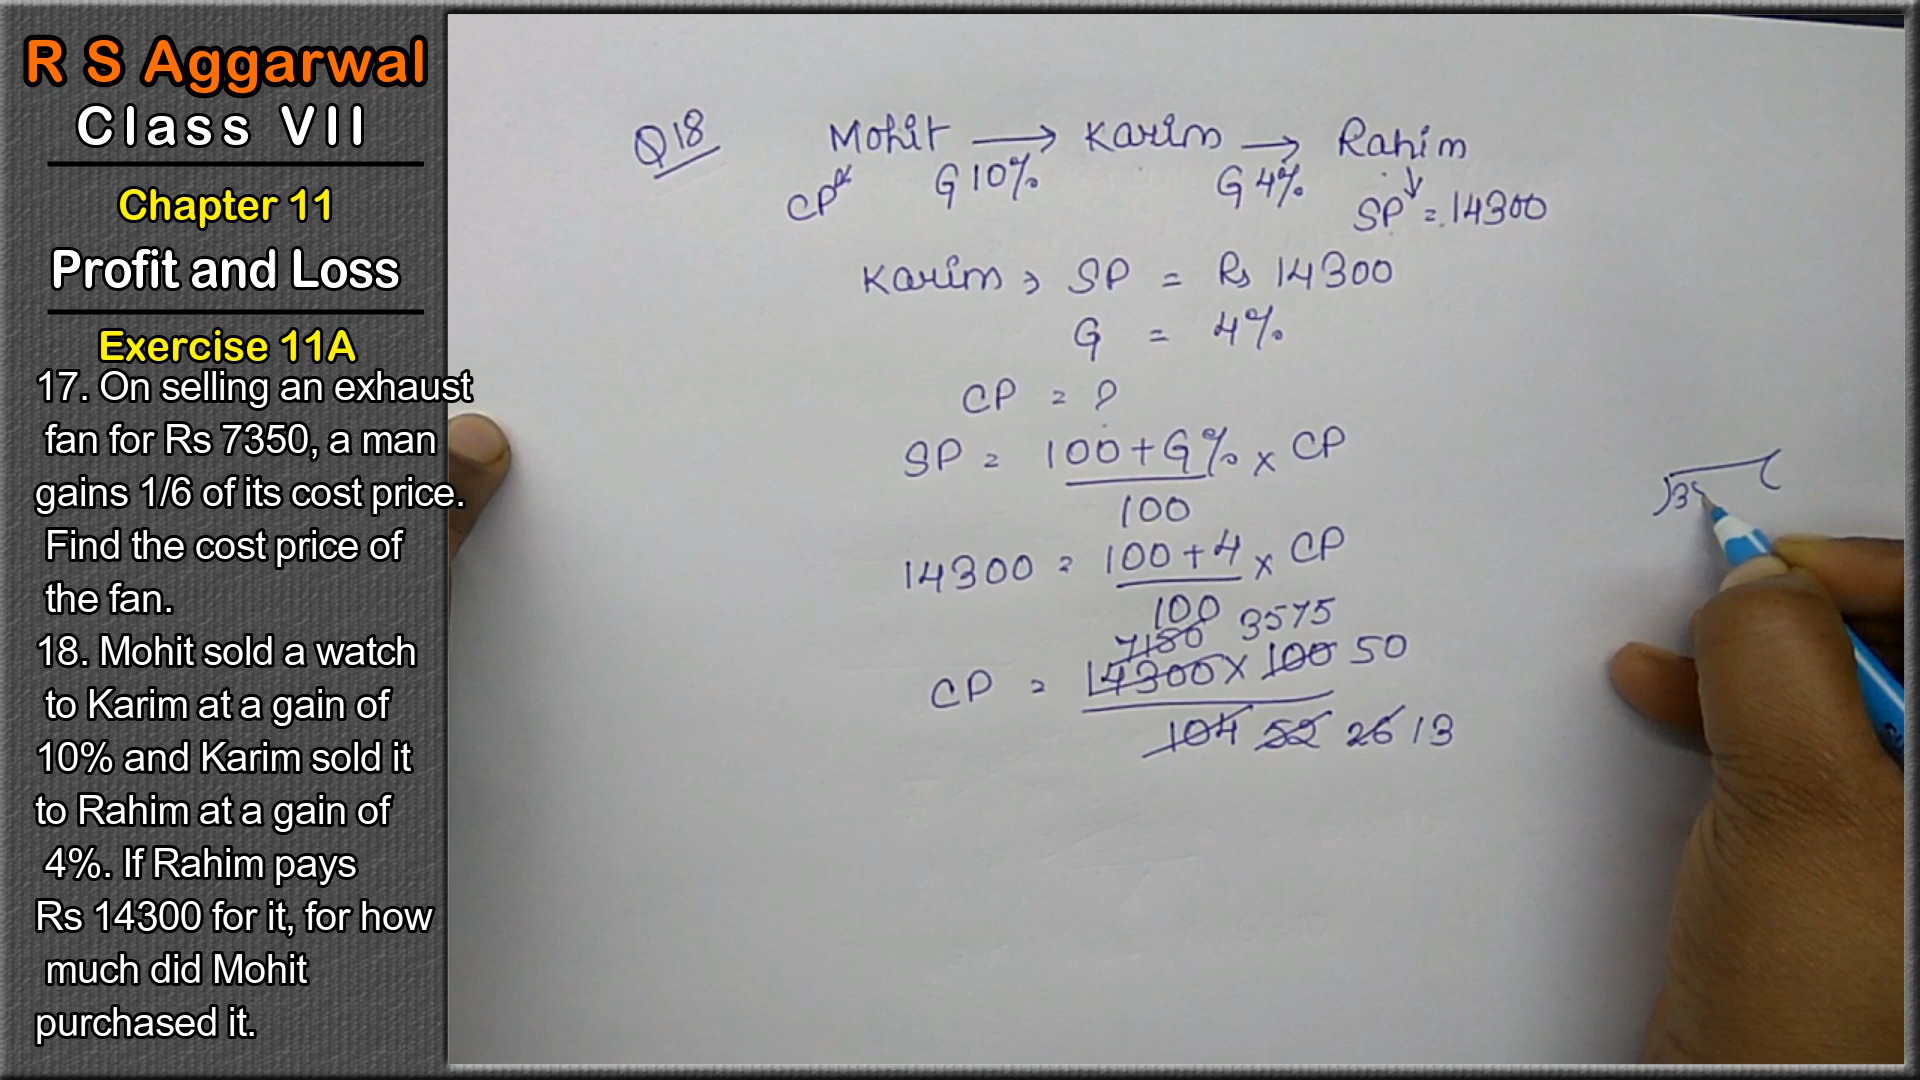 R S Aggarwal
Class VII
Chapter 11
Profit and Loss
Exercise 11A
17. On selling an exhaust
fan for Rs 7350, a man
gains 1/6 of its cost price.
Find the cost price of
the fan.
18. Mohit sold a watch
to Karim at a gain of
10% and Karim sold it
to Rahim at a gain of
4%. If Rahim pays
Rs 14300 for it, for how
much did Mohit
purchased it.
Q18 Mohit → Karim → Rahim
CP G 10% G 4% ↓
SP = 14300
Karim → SP = Rs 14300
G = 4%
CP = ?
SP = 100 + G% x CP
100
14300 = 100 + 4 x CP
100
7150 3575
CP = 14300 x 100 50
104 52 26 13
35